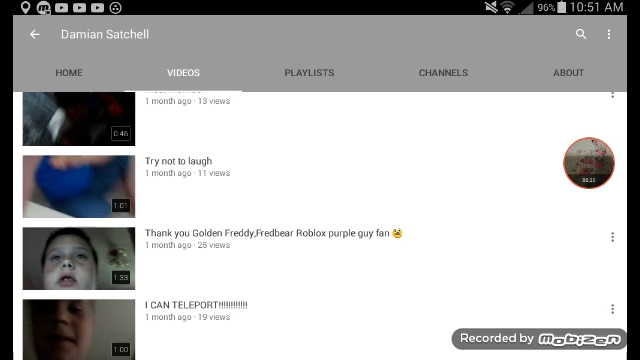 96% 10:51 AM
Damian Satchell
HOME VIDEOS PLAYLISTS CHANNELS ABOUT
1 month ago · 13 views
0:46
Try not to laugh
1 month ago · 11 views
1:01
00:20
Thank you Golden Freddy,Fredbear Roblox purple guy fan 😆
1 month ago · 25 views
1:33
I CAN TELEPORT!!!!!!!!!!!!
1 month ago · 19 views
1:00
Recorded by MOBIZEN